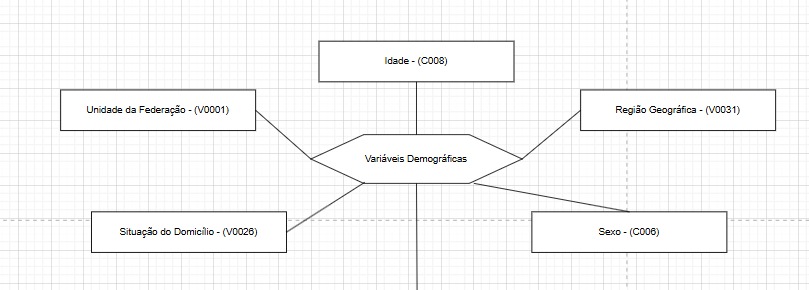 Idade - (C008)
Unidade da Federação - (V0001)
Região Geográfica - (V0031)
Variáveis Demográficas
Situação do Domicílio - (V0026)
Sexo - (C006)